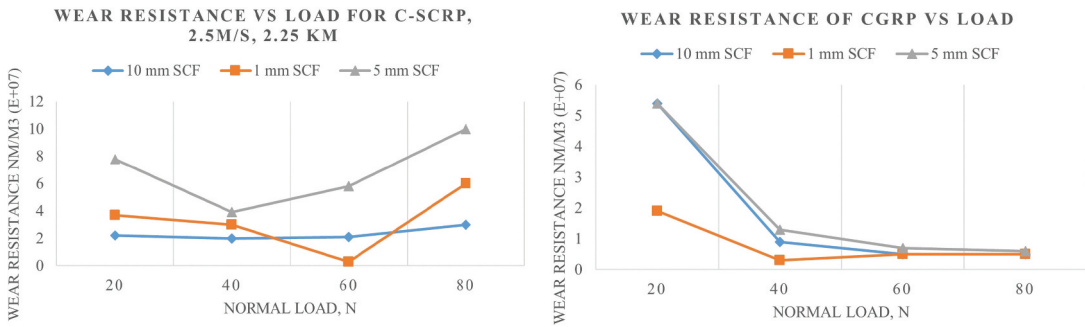 WEAR RESISTANCE VS LOAD FOR C-SCRP,
2.5M/S, 2.25 KM
10 mm SCF 1 mm SCF 5 mm SCF
WEAR RESISTANCE NM/M3 (E+07)
12
10
8
6
4
2
0
20 40 60 80
NORMAL LOAD, N
WEAR RESISTANCE OF CGRP VS LOAD
10 mm SCF 1 mm SCF 5 mm SCF
WEAR RESISTANCE NM/M3 (E+07)
6
5
4
3
2
1
0
20 40 60 80
NORMAL LOAD, N